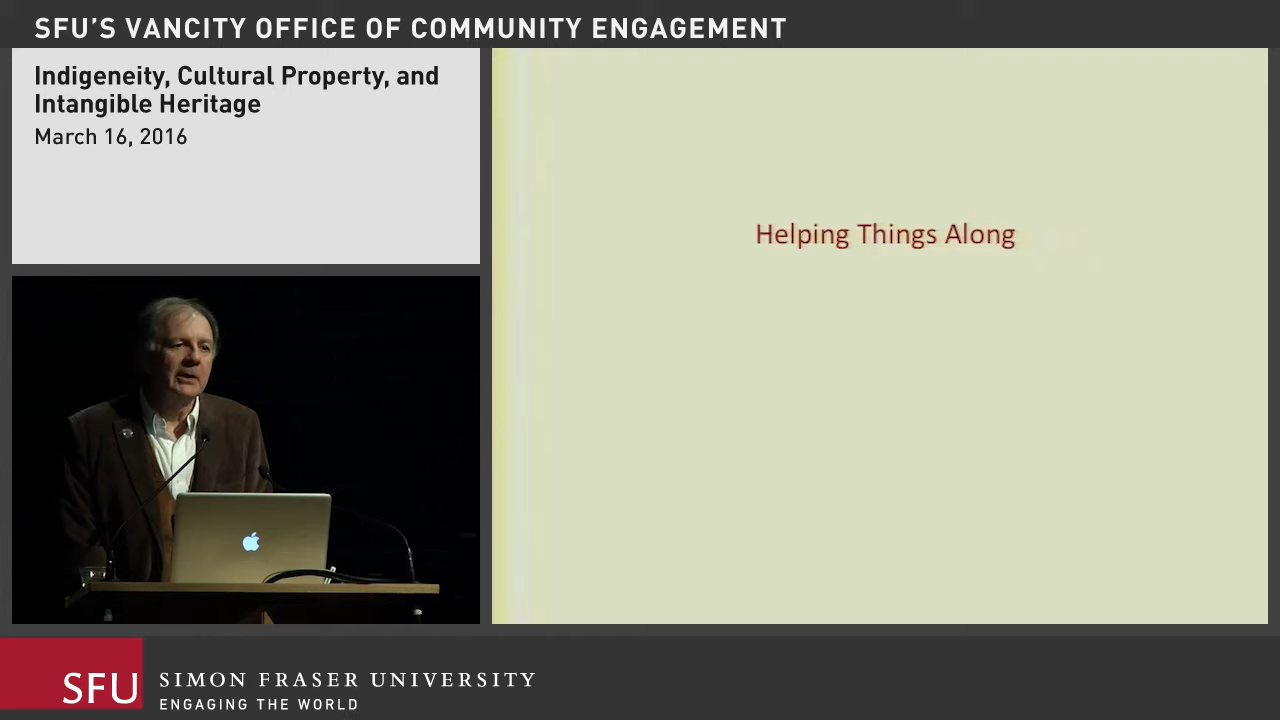 SFU'S VANCITY OFFICE OF COMMUNITY ENGAGEMENT
Indigeneity, Cultural Property, and
Intangible Heritage
March 16, 2016
Helping Things Along
SFU
SIMON FRASER UNIVERSITY
ENGAGING THE WORLD